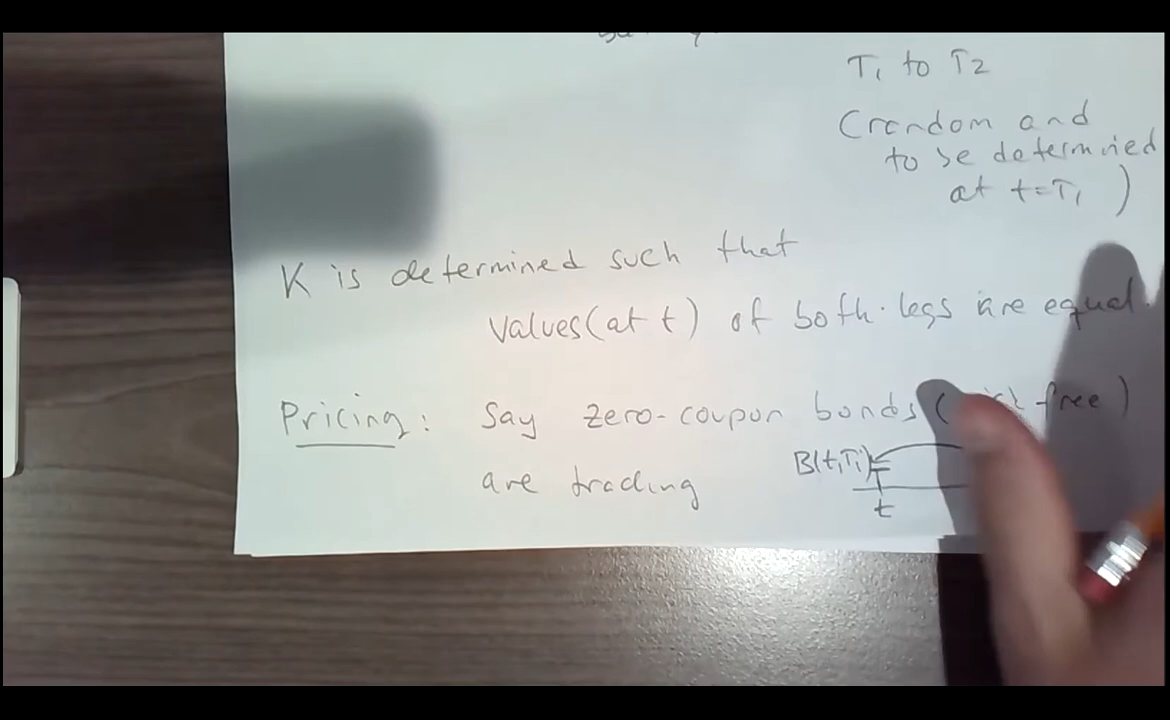 T1 to T2
(random and
to be determined
at t=T1 )
K is determined such that
values (at t) of both legs are equal.
Pricing: Say zero-coupon bonds ( free )
are trading B(t,T1)
t